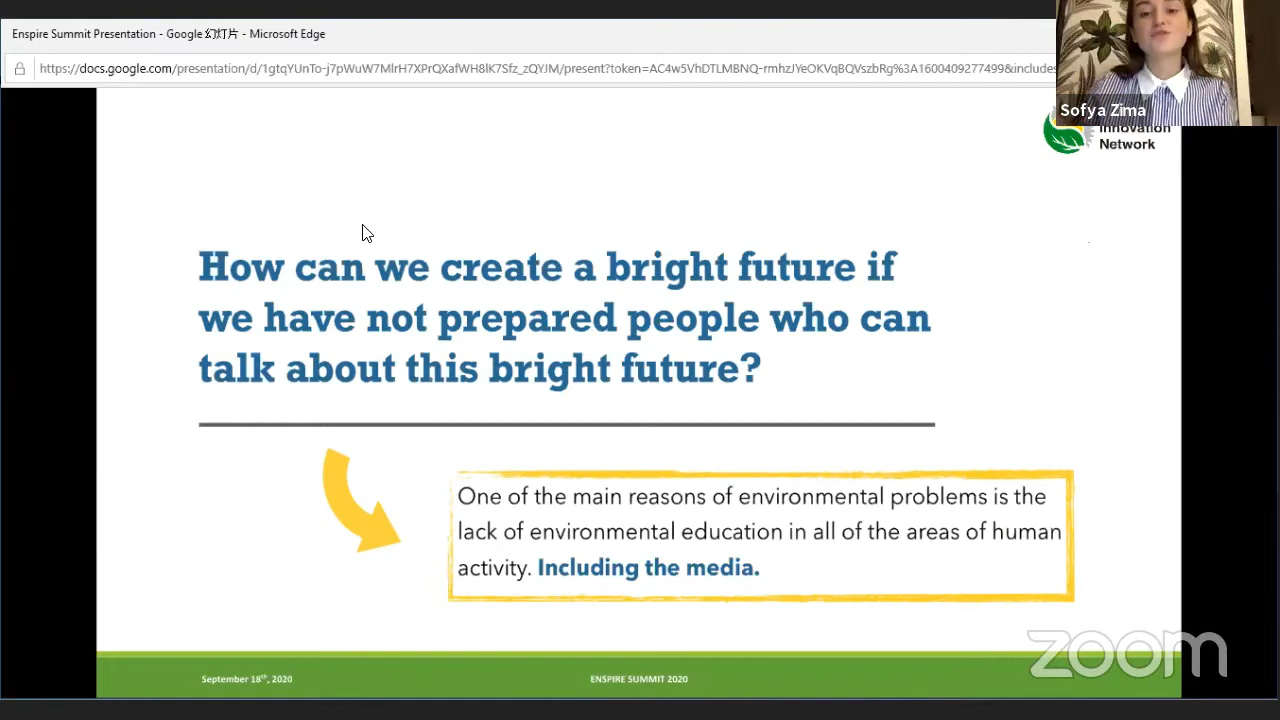 Enspire Summit Presentation - Google 幻灯片 - Microsoft Edge
https://docs.google.com/presentation/d/1gtqYUnTo-j7pWuW7MlrH7XPrQXafWH8lK7Sfz_zQYJM/present?token=AC4w5VhDTLMBNQ-rmhzJYeOKVqBQVszbRg%3A1600409277499&includes
Sofya Zima
Innovation
Network
How can we create a bright future if
we have not prepared people who can
talk about this bright future?
One of the main reasons of environmental problems is the
lack of environmental education in all of the areas of human
activity. Including the media.
zoom
September 18th, 2020
ENSPIRE SUMMIT 2020